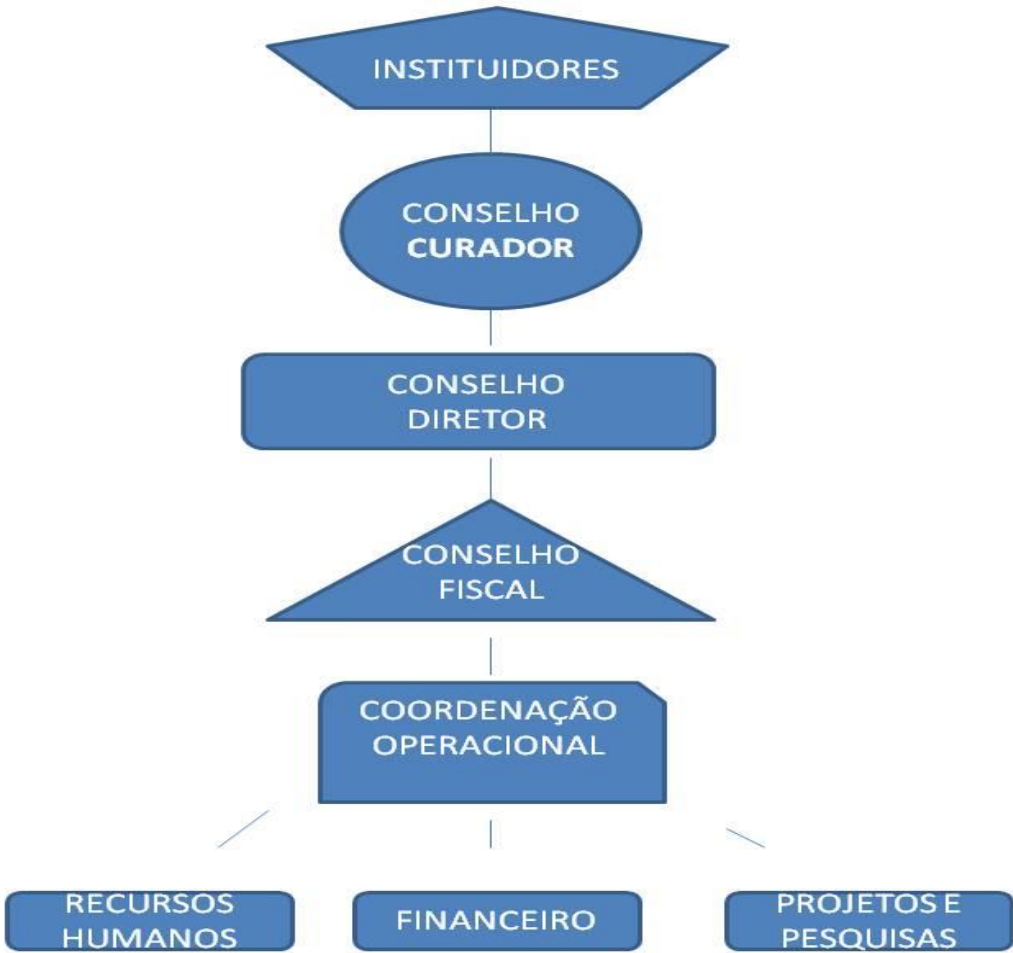 INSTITUIDORES
CONSELHO
CURADOR
CONSELHO
DIRETOR
CONSELHO
FISCAL
COORDENAÇÃO
OPERACIONAL
RECURSOS
HUMANOS
FINANCEIRO
PROJETOS E
PESQUISAS